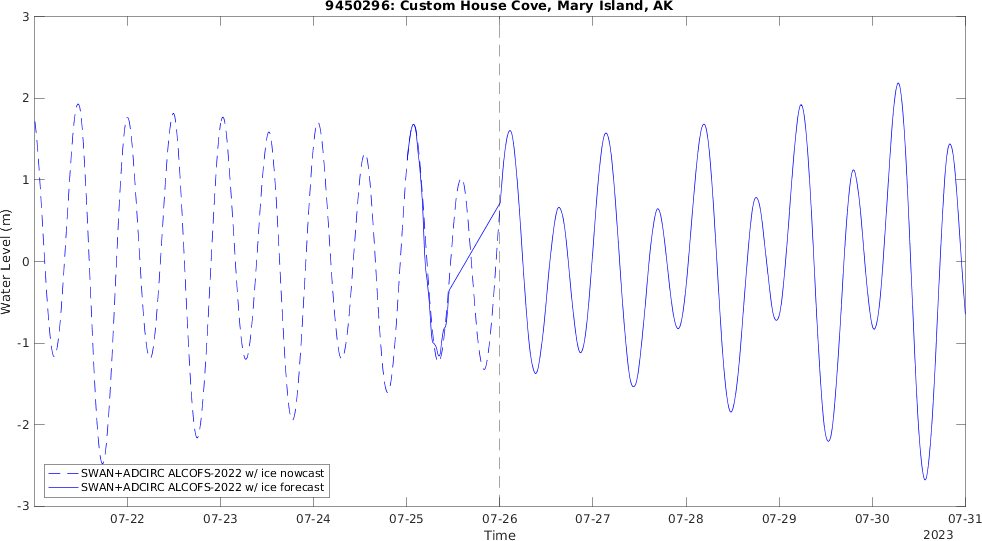 9450296: Custom House Cove, Mary Island, AK
3
2
1
0
-1
-2
-3
Water Level (m)
SWAN+ADCIRC ALCOFS-2022 w/ ice nowcast
SWAN+ADCIRC ALCOFS-2022 w/ ice forecast
07-22 07-23 07-24 07-25 07-26 07-27 07-28 07-29 07-30 07-31
Time
2023